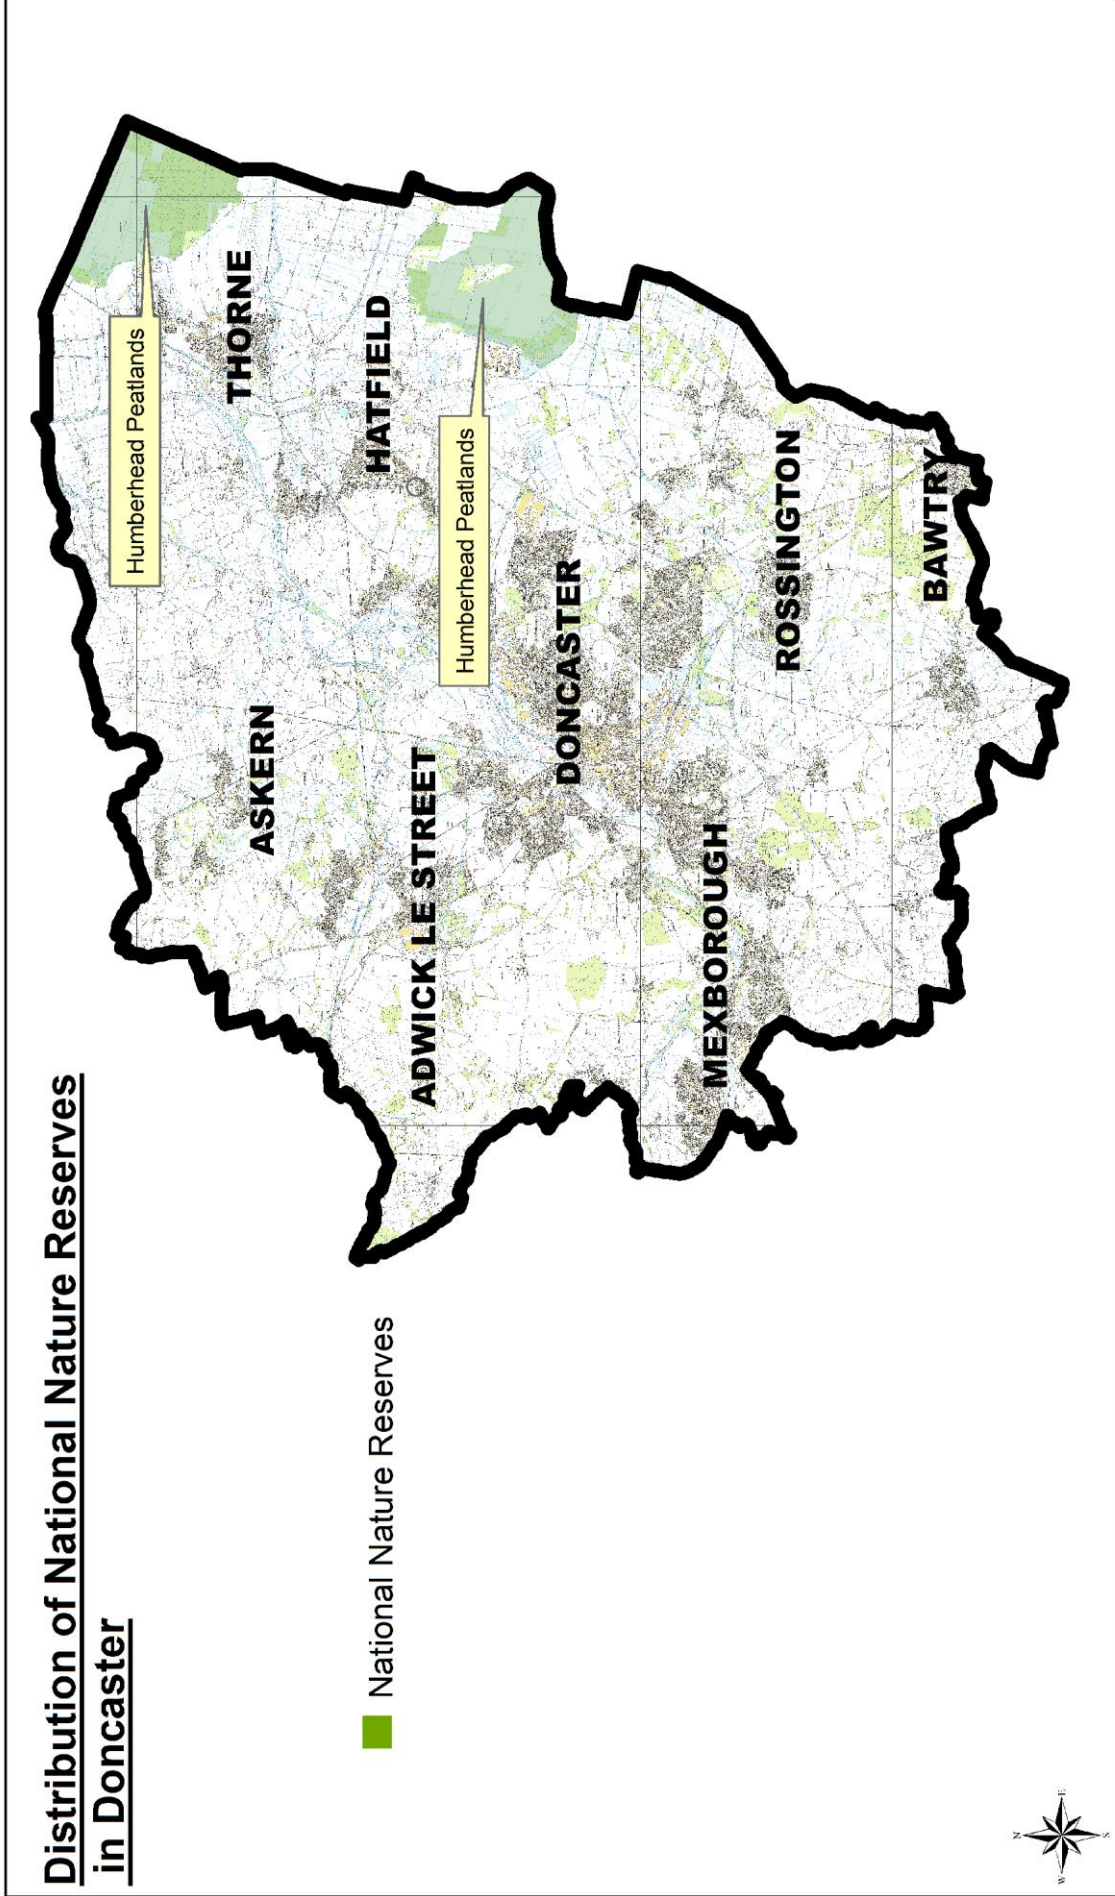 Distribution of National Nature Reserves
in Doncaster
National Nature Reserves
Humberhead Peatlands
THORNE
HATFIELD
Humberhead Peatlands
ASKERN
ADWICK LE STREET
DONCASTER
MEXBOROUGH
ROSSINGTON
BAWTRY
N
W
E
S